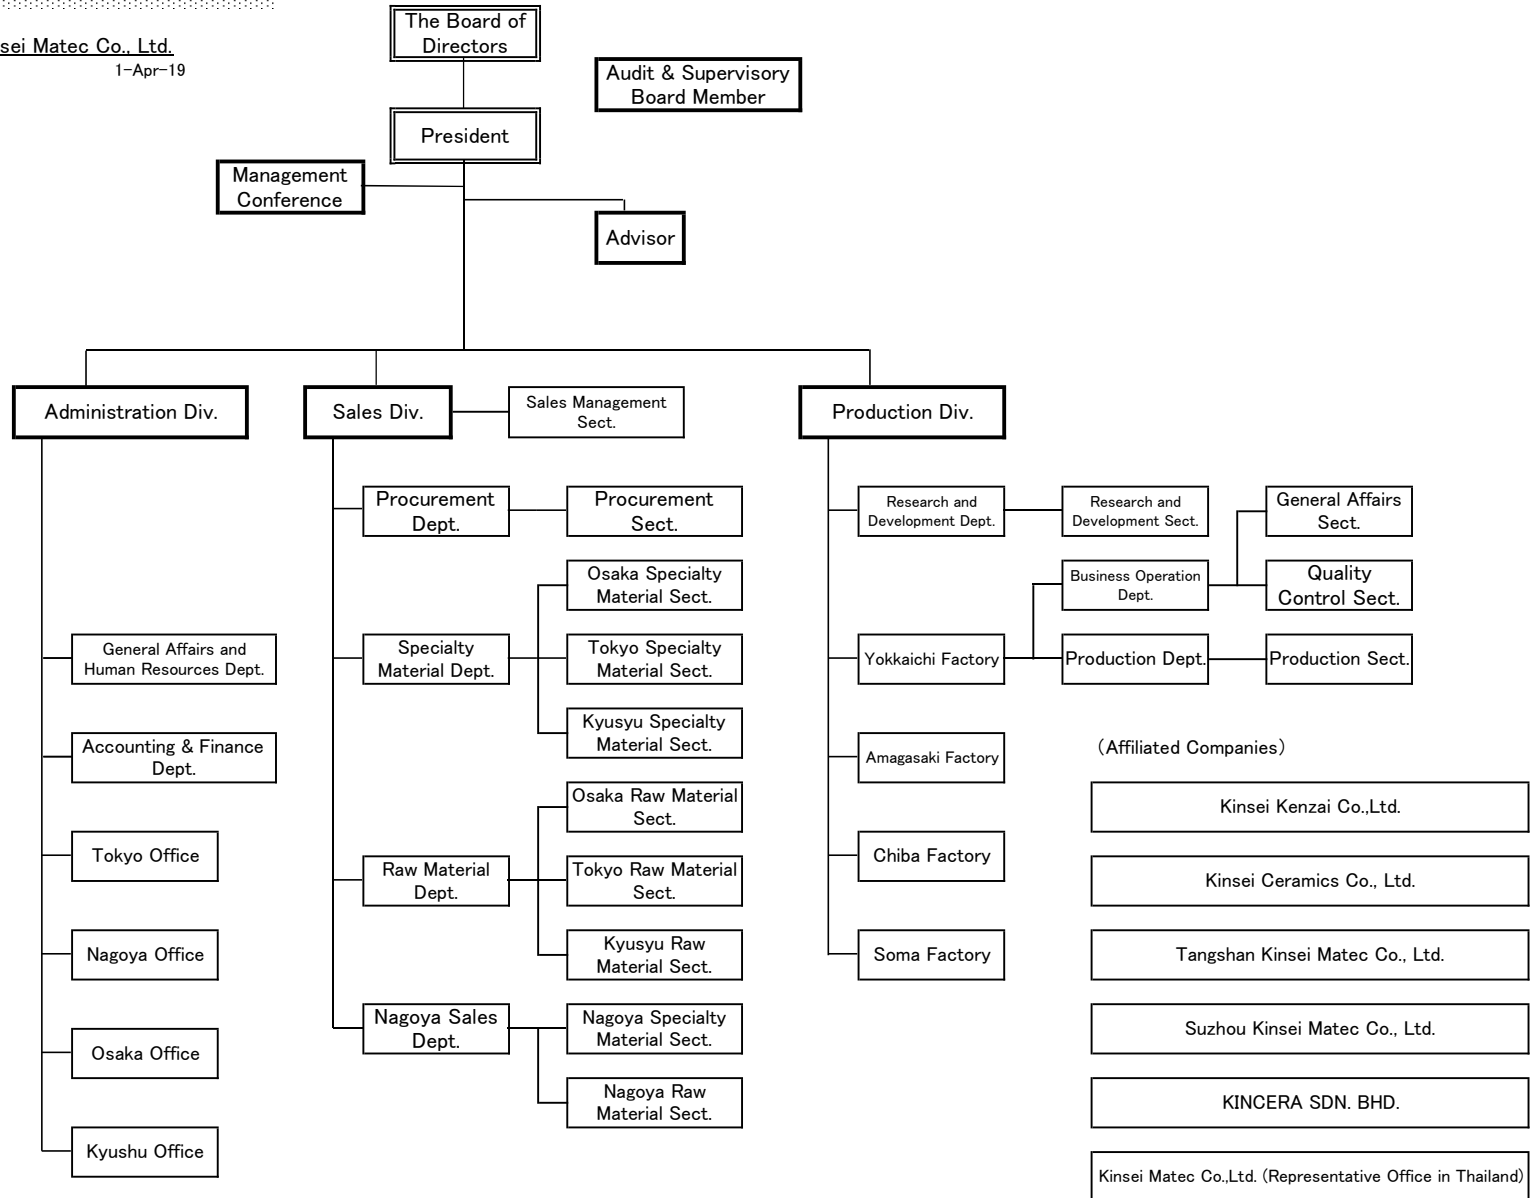 The Board of
Directors
sei Matec Co., Ltd.
1-Apr-19
Audit & Supervisory
Board Member
President
Management
Conference
Advisor
Administration Div.
Sales Div.
Sales Management
Sect.
Production Div.
Procurement
Dept.
Procurement
Sect.
Research and
Development Dept.
Research and
Development Sect.
General Affairs
Sect.
Osaka Specialty
Material Sect.
Business Operation
Dept.
Quality
Control Sect.
General Affairs and
Human Resources Dept.
Specialty
Material Dept.
Tokyo Specialty
Material Sect.
Yokkaichi Factory
Production Dept.
Production Sect.
Kyusyu Specialty
Material Sect.
Accounting & Finance
Dept.
Amagasaki Factory
(Affiliated Companies)
Osaka Raw Material
Sect.
Kinsei Kenzai Co.,Ltd.
Tokyo Office
Raw Material
Dept.
Tokyo Raw Material
Sect.
Chiba Factory
Kinsei Ceramics Co., Ltd.
Nagoya Office
Kyusyu Raw
Material Sect.
Soma Factory
Tangshan Kinsei Matec Co., Ltd.
Nagoya Sales
Dept.
Nagoya Specialty
Material Sect.
Suzhou Kinsei Matec Co., Ltd.
Osaka Office
Nagoya Raw
Material Sect.
KINCERA SDN. BHD.
Kyushu Office
Kinsei Matec Co.,Ltd. (Representative Office in Thailand)